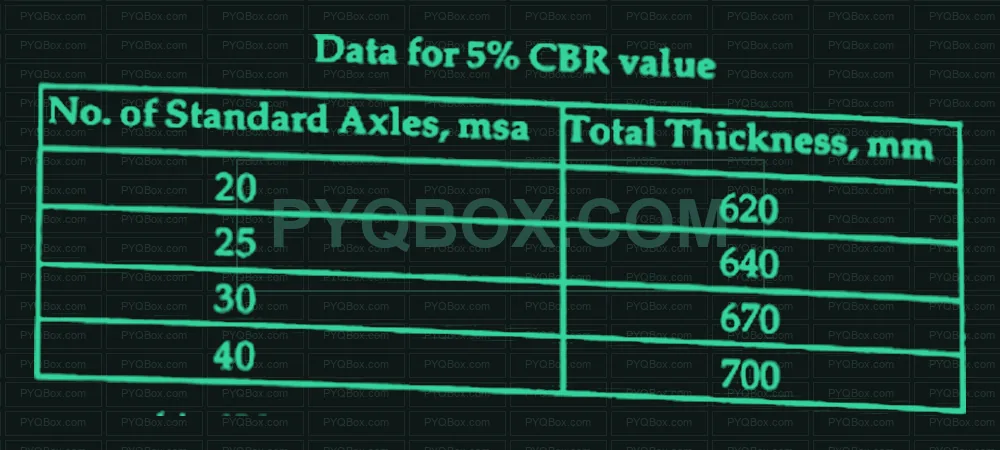 Data for 5% CBR value
No. of Standard Axles, msa Total Thickness, mm
20 620
25 640
30 670
40 700
PYQBOX.COM